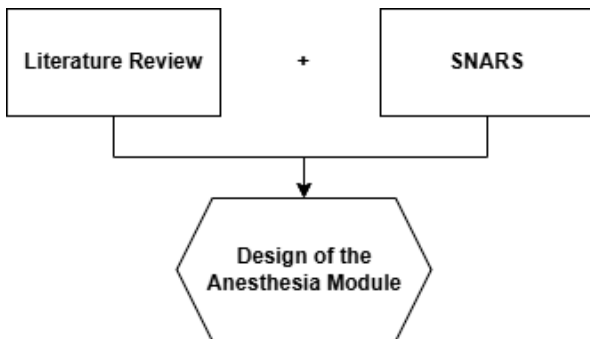 Literature Review
+
SNARS
Design of the
Anesthesia Module